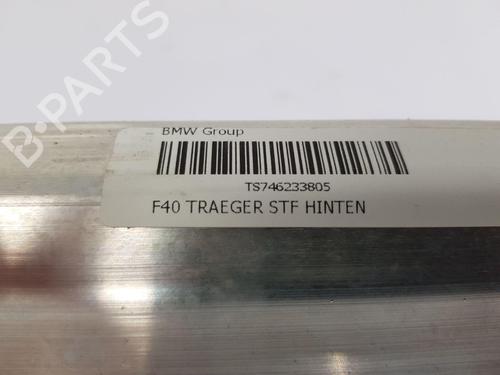 BMW Group
TS746233805
F40 TRAEGER STF HINTEN
B-PARTS